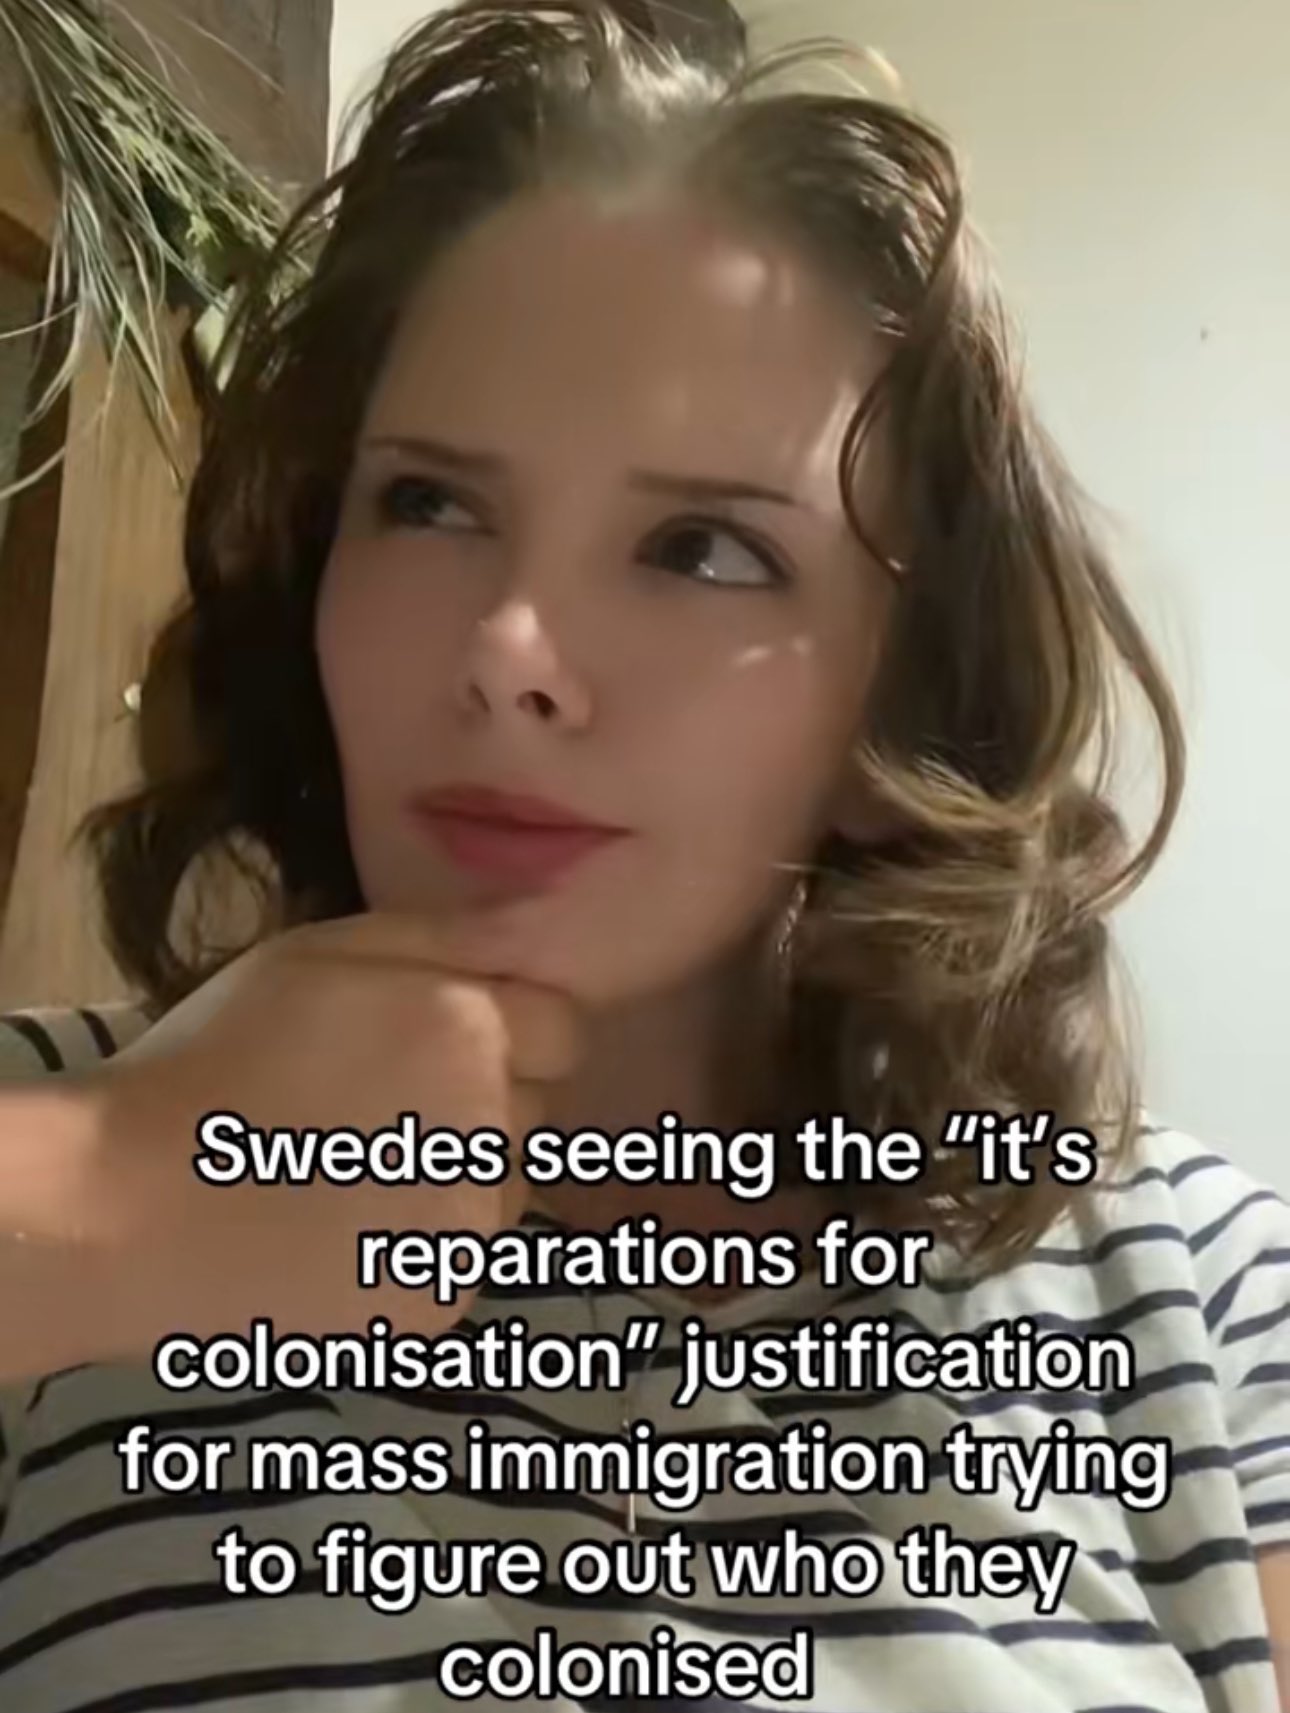 Swedes seeing the “it’s
reparations for
colonisation” justification
for mass immigration trying
to figure out who they
colonised